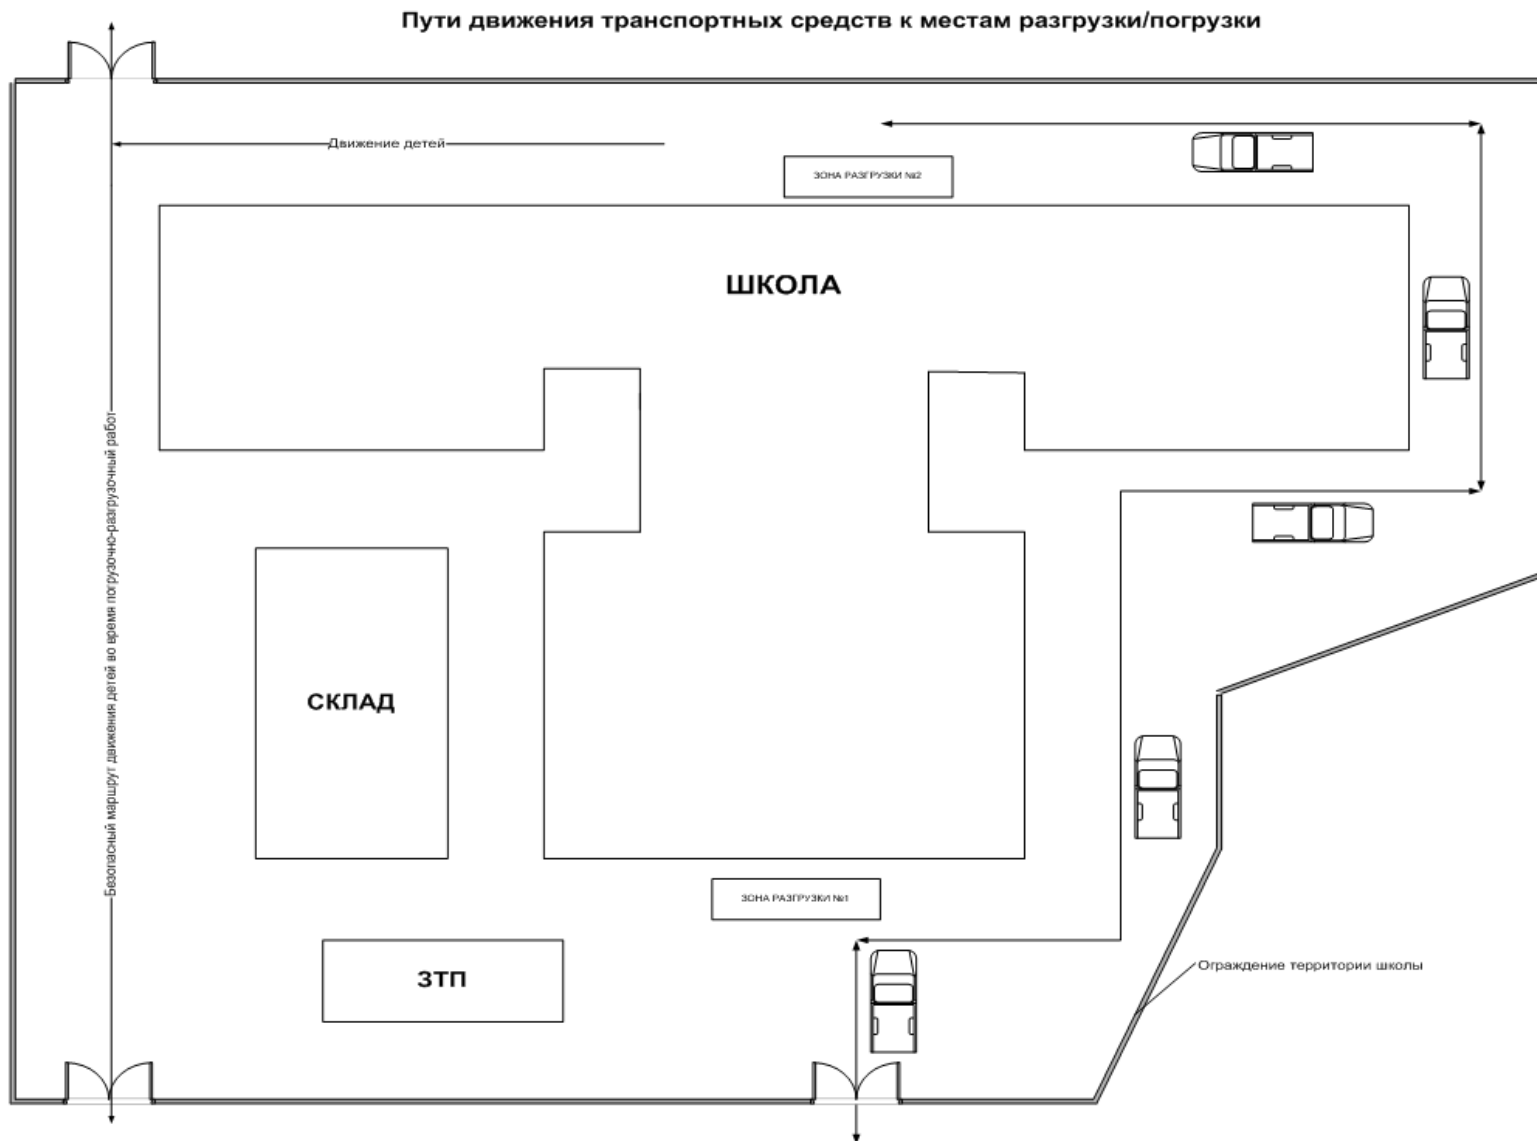 Пути движения транспортных средств к местам разгрузки/погрузки
Движение детей
ЗОНА РАЗГРУЗКИ №2
ШКОЛА
Безопасный маршрут движения детей во время погрузочно-разгрузочный работ
СКЛАД
ЗОНА РАЗГРУЗКИ №1
Ограждение территории школы
ЗТП